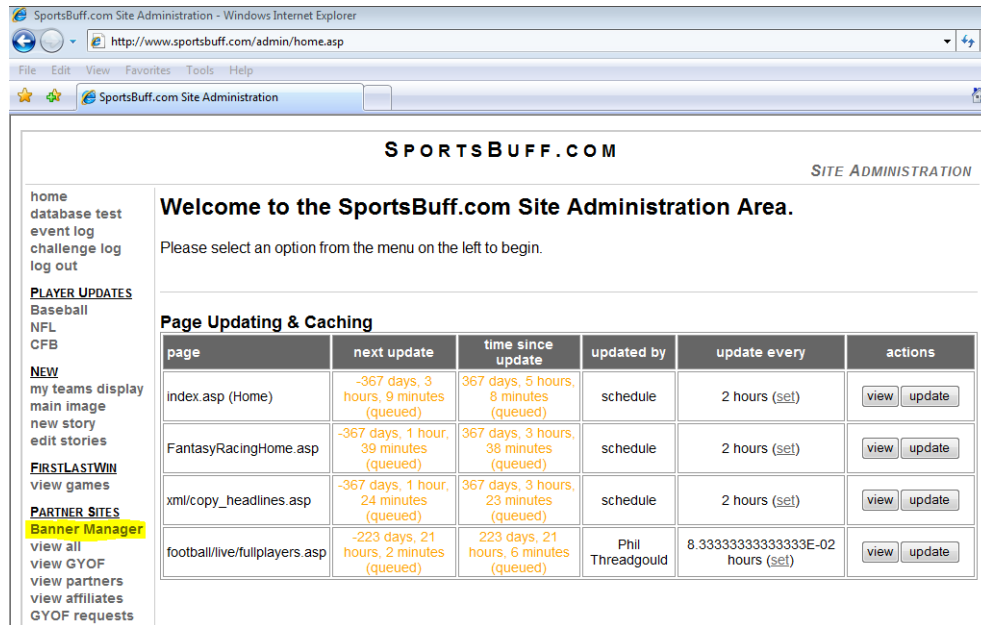 SportsBuff.com Site Administration - Windows Internet Explorer
http://www.sportsbuff.com/admin/home.asp
File Edit View Favorites Tools Help
SportsBuff.com Site Administration
SPORTSBUFF.COM
SITE ADMINISTRATION
home
database test
event log
challenge log
log out
PLAYER UPDATES
Baseball
NFL
CFB
NEW
my teams display
main image
new story
edit stories
FIRSTLASTWIN
view games
PARTNER SITES
Banner Manager
view all
view GYOF
view partners
view affiliates
GYOF requests
Welcome to the SportsBuff.com Site Administration Area.
Please select an option from the menu on the left to begin.
Page Updating & Caching
page next update time since update updated by update every actions
index.asp (Home) -367 days, 3 hours, 9 minutes (queued) 367 days, 5 hours, 8 minutes (queued) schedule 2 hours (set) view update
FantasyRacingHome.asp -367 days, 1 hour, 39 minutes (queued) 367 days, 3 hours, 38 minutes (queued) schedule 2 hours (set) view update
xml/copy_headlines.asp -367 days, 1 hour, 24 minutes (queued) 367 days, 3 hours, 23 minutes (queued) schedule 2 hours (set) view update
football/live/fullplayers.asp -223 days, 21 hours, 2 minutes (queued) 223 days, 21 hours, 6 minutes (queued) Phil Threadgould 8.33333333333333E-02 hours (set) view update